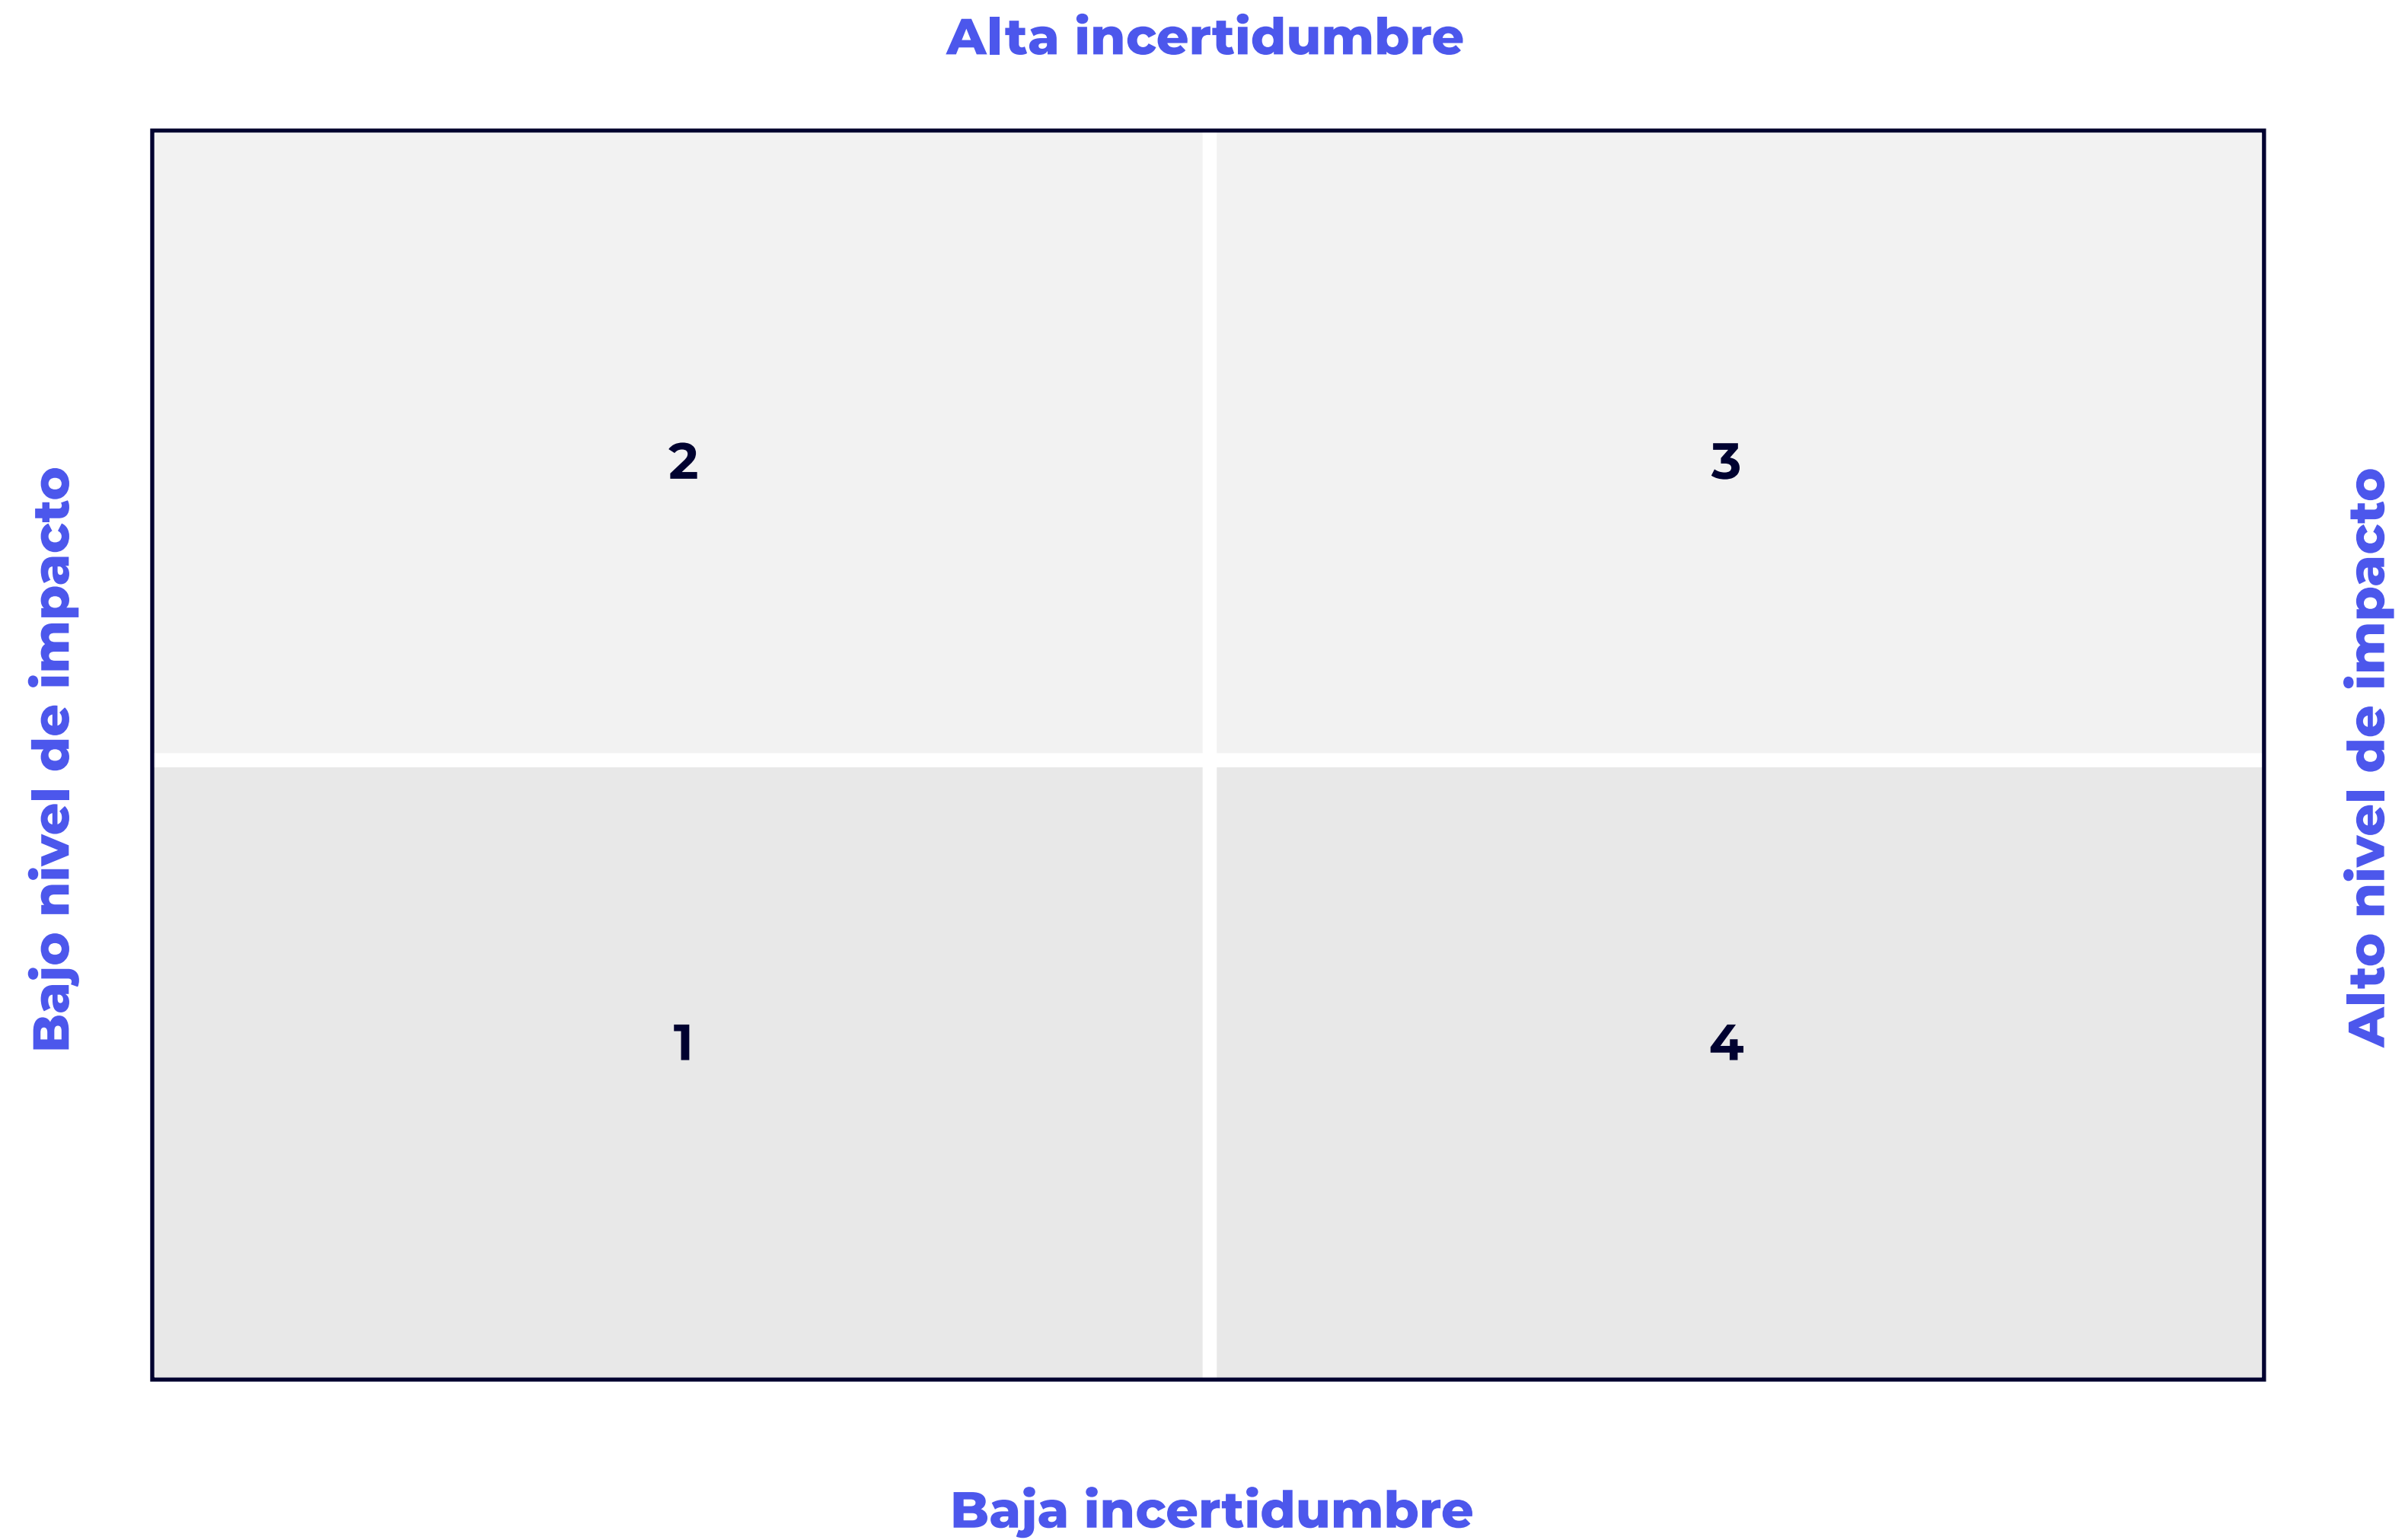 Alta incertidumbre
Bajo nivel de impacto
2
3
Alto nivel de impacto
1
4
Baja incertidumbre